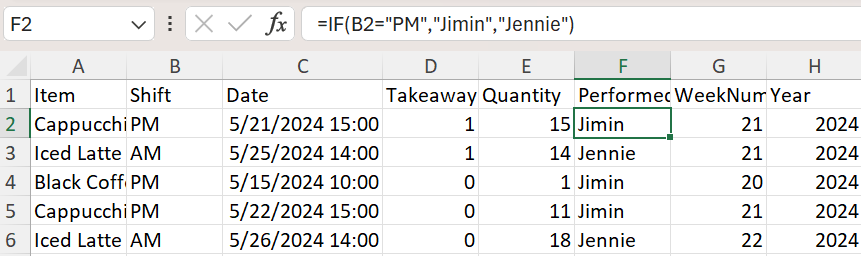 F2 fx =IF(B2="PM","Jimin","Jennie")
A B C D E F G H
1 Item Shift Date Takeaway Quantity Performed WeekNum Year
2 Cappucchi PM 5/21/2024 15:00 1 15 Jimin 21 2024
3 Iced Latte AM 5/25/2024 14:00 1 14 Jennie 21 2024
4 Black Coff PM 5/15/2024 10:00 0 1 Jimin 20 2024
5 Cappucchi PM 5/22/2024 15:00 0 11 Jimin 21 2024
6 Iced Latte AM 5/26/2024 14:00 0 18 Jennie 22 2024